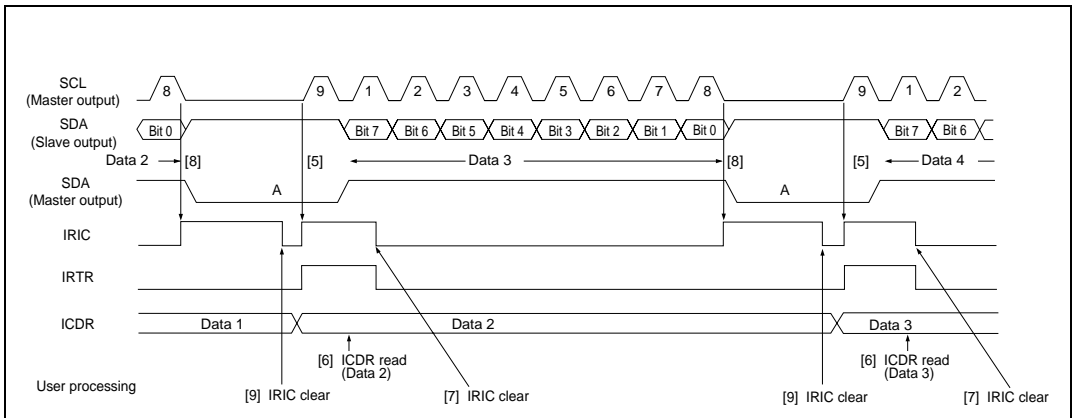 SCL
(Master output)
8 9 1 2 3 4 5 6 7 8 9 1 2
SDA
(Slave output)
Bit 0 Bit 7 Bit 6 Bit 5 Bit 4 Bit 3 Bit 2 Bit 1 Bit 0 Bit 7 Bit 6
Data 2 [8] [5] Data 3 [8] [5] Data 4
SDA
(Master output)
A A
IRIC
IRTR
ICDR
Data 1 Data 2 Data 3
[6] ICDR read
(Data 2)
[6] ICDR read
(Data 3)
User processing
[9] IRIC clear [7] IRIC clear [9] IRIC clear [7] IRIC clear